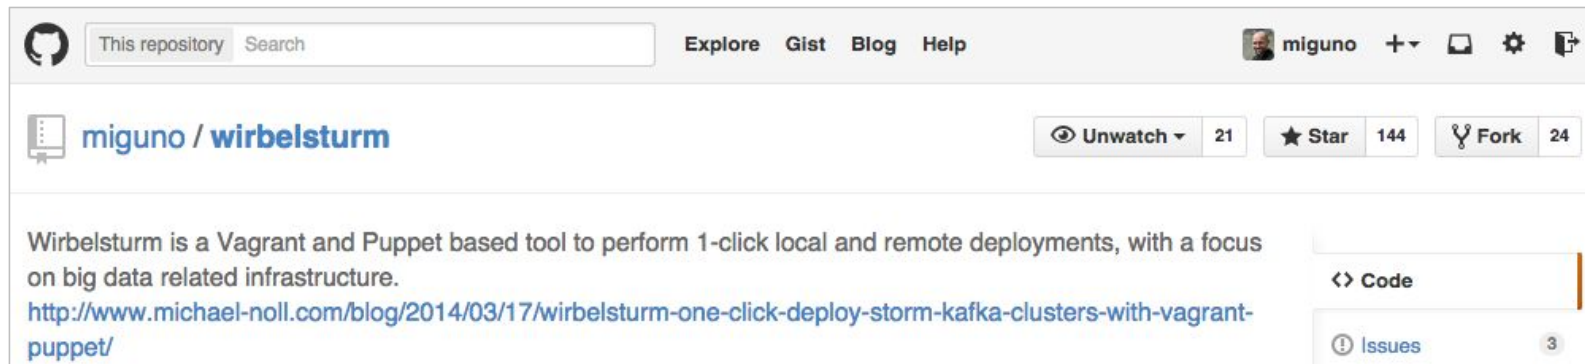 This repository Search Explore Gist Blog Help miguno
miguno / wirbelsturm Unwatch 21 Star 144 Fork 24
Wirbelsturm is a Vagrant and Puppet based tool to perform 1-click local and remote deployments, with a focus
on big data related infrastructure.
http://www.michael-noll.com/blog/2014/03/17/wirbelsturm-one-click-deploy-storm-kafka-clusters-with-vagrant-
puppet/
<> Code
Issues 3